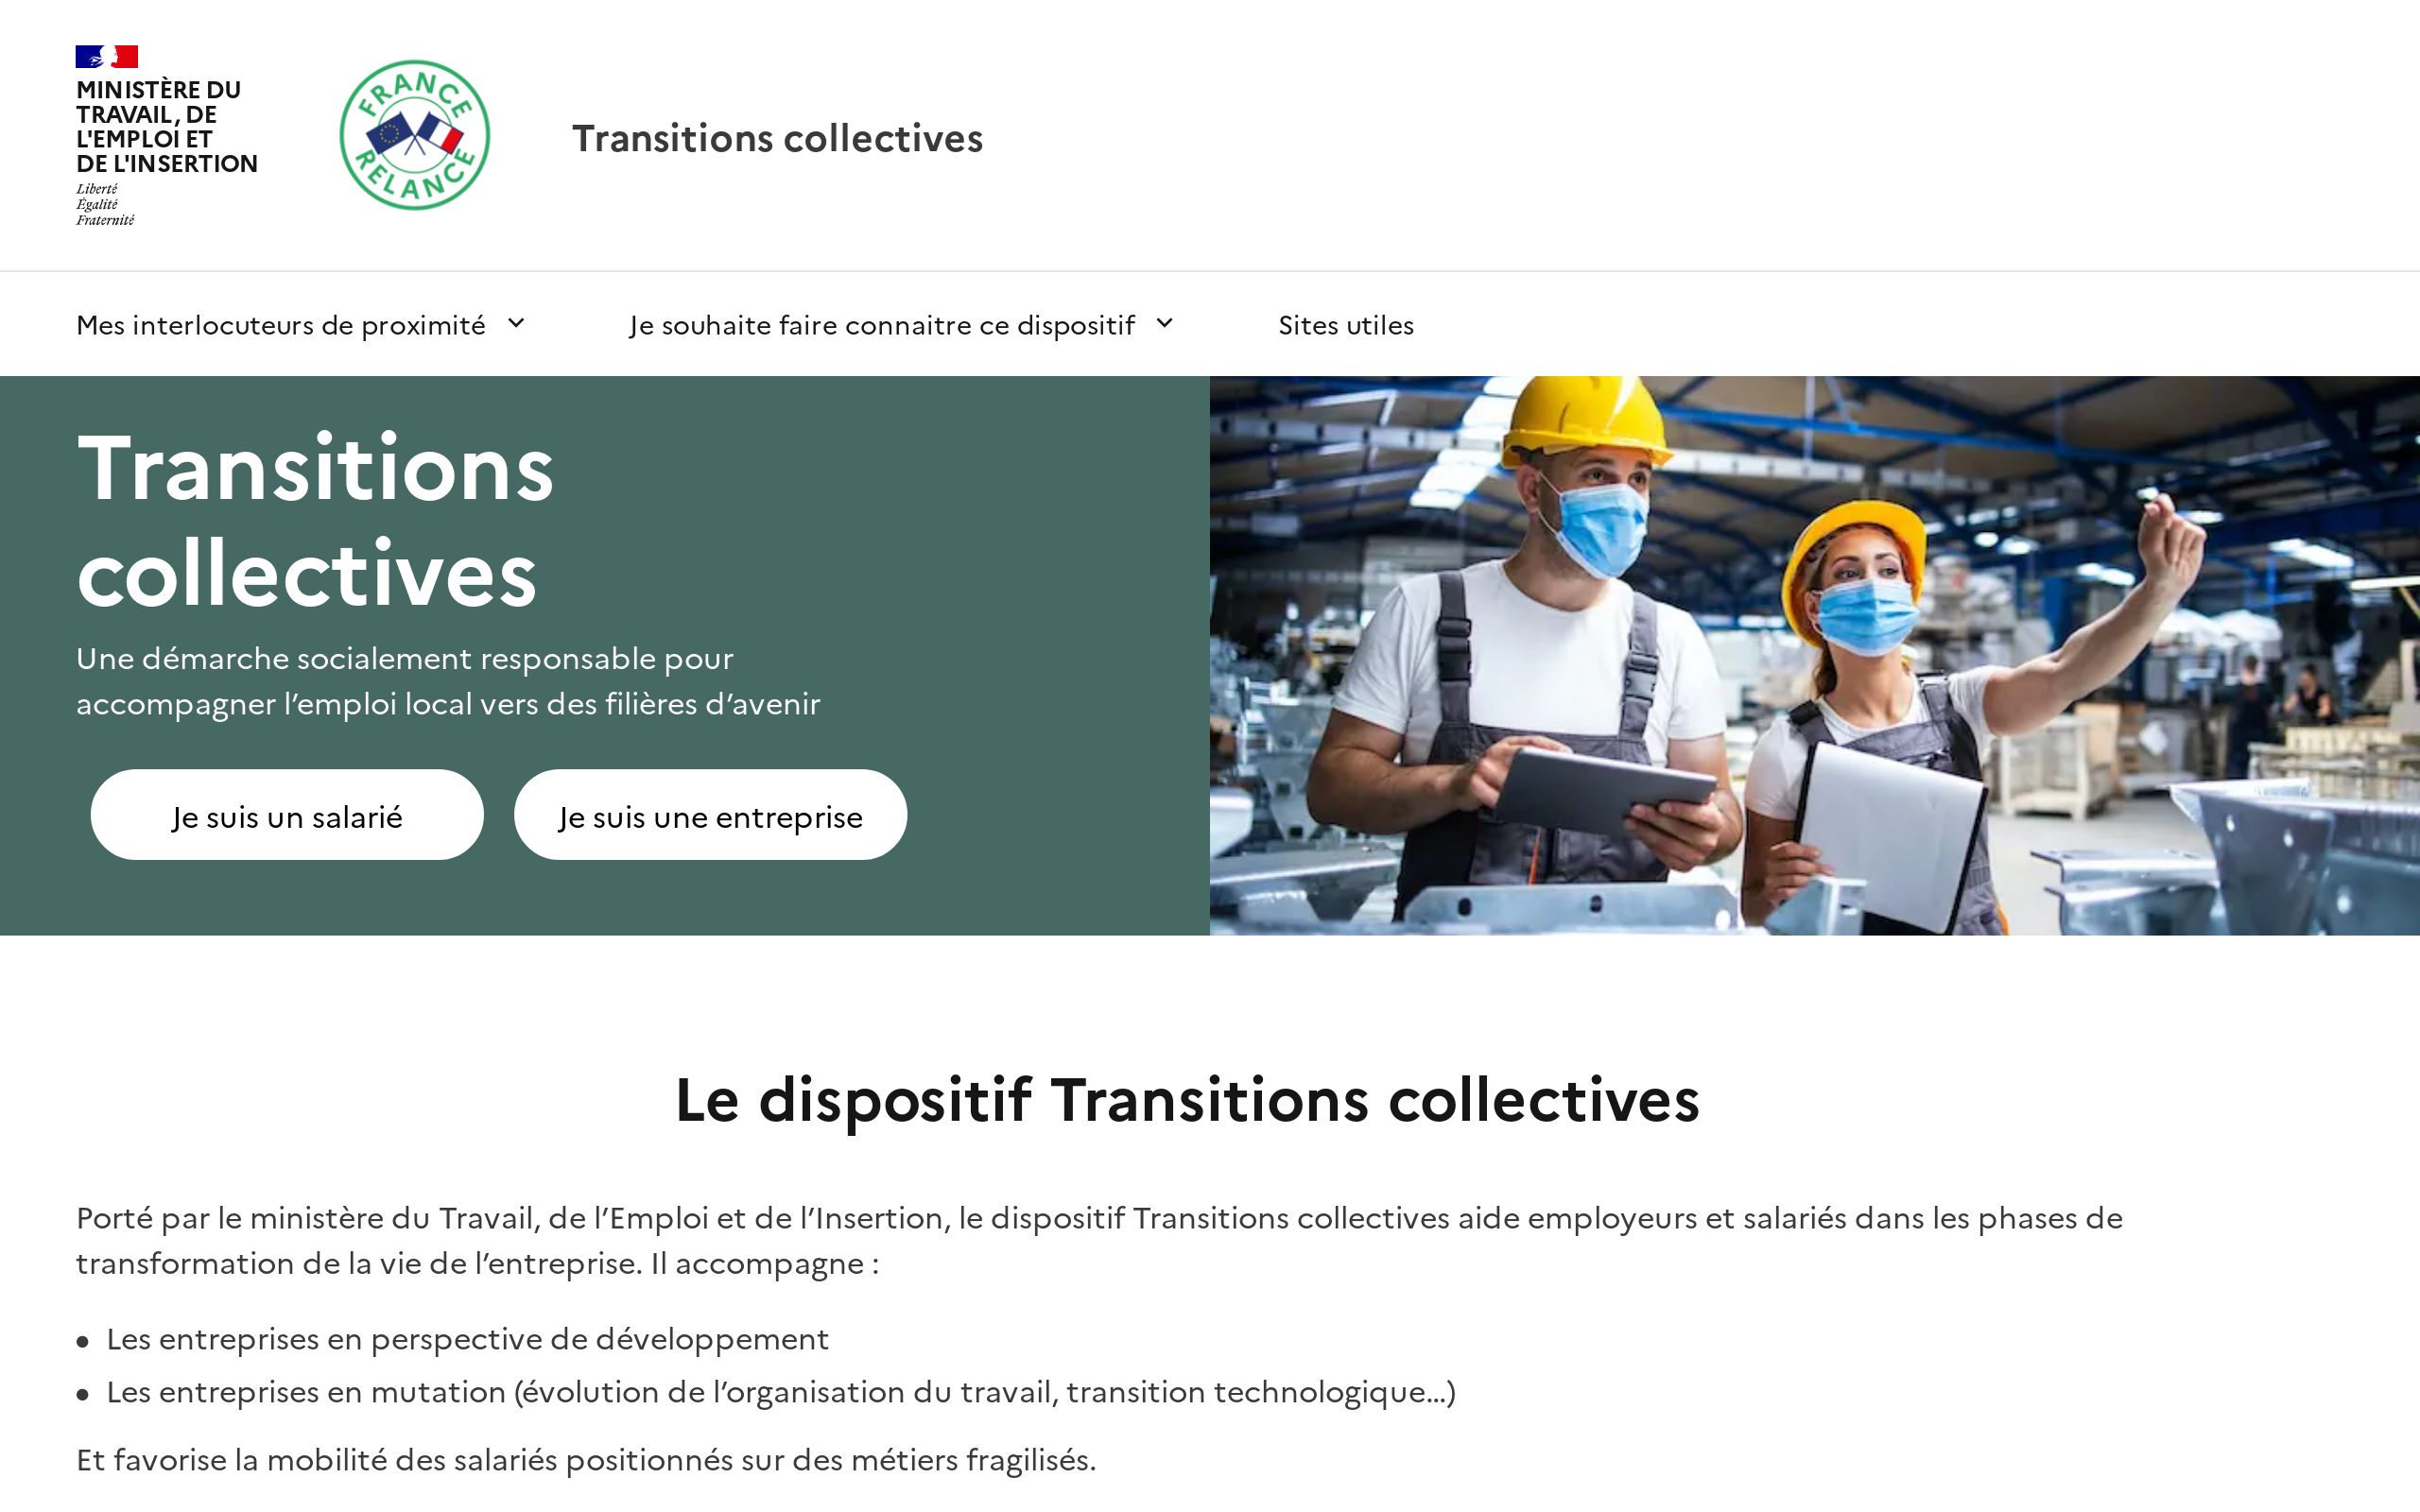 MINISTÈRE DU
TRAVAIL, DE
L'EMPLOI ET
DE L'INSERTION
Liberté
Égalité
Fraternité
FRANCE
RELANCE
Transitions collectives
Mes interlocuteurs de proximité
Je souhaite faire connaitre ce dispositif
Sites utiles
Transitions
collectives
Une démarche socialement responsable pour
accompagner l’emploi local vers des filières d’avenir
Je suis un salarié
Je suis une entreprise
Le dispositif Transitions collectives
Porté par le ministère du Travail, de l’Emploi et de l’Insertion, le dispositif Transitions collectives aide employeurs et salariés dans les phases de
transformation de la vie de l’entreprise. Il accompagne :
• Les entreprises en perspective de développement
• Les entreprises en mutation (évolution de l’organisation du travail, transition technologique…)
Et favorise la mobilité des salariés positionnés sur des métiers fragilisés.